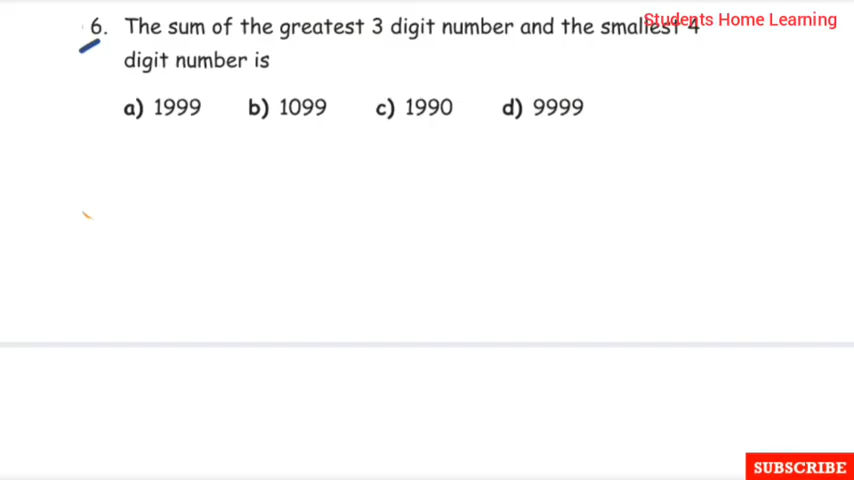 Students Home Learning
6. The sum of the greatest 3 digit number and the smallest 4
digit number is
a) 1999 b) 1099 c) 1990 d) 9999
SUBSCRIBE